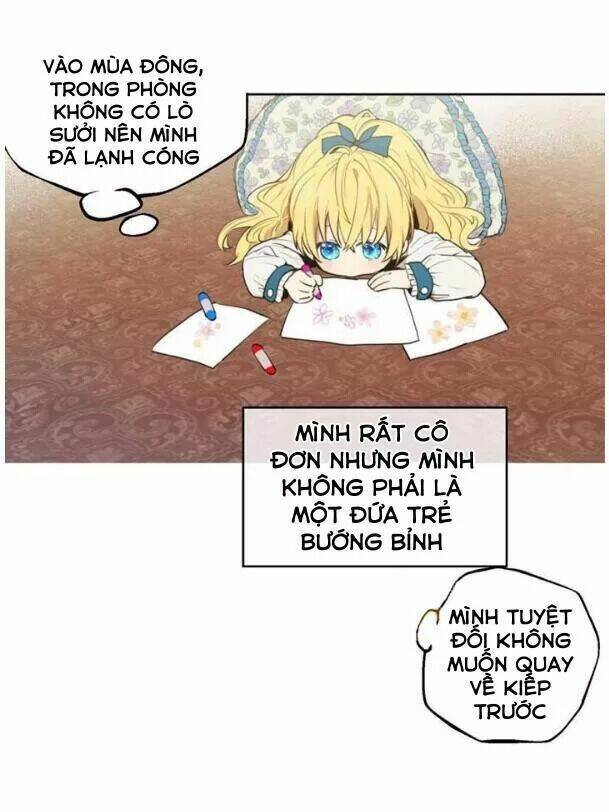 VÀO MÙA ĐÔNG,
TRONG PHÒNG
KHÔNG CÓ LÒ
SƯỞI NÊN MÌNH
ĐÃ LẠNH CÓNG
MÌNH RẤT CÔ
ĐƠN NHƯNG MÌNH
KHÔNG PHẢI LÀ
MỘT ĐỨA TRẺ
BƯỚNG BỈNH
MÌNH TUYỆT
ĐỐI KHÔNG
MUỐN QUAY
VỀ KIẾP
TRƯỚC